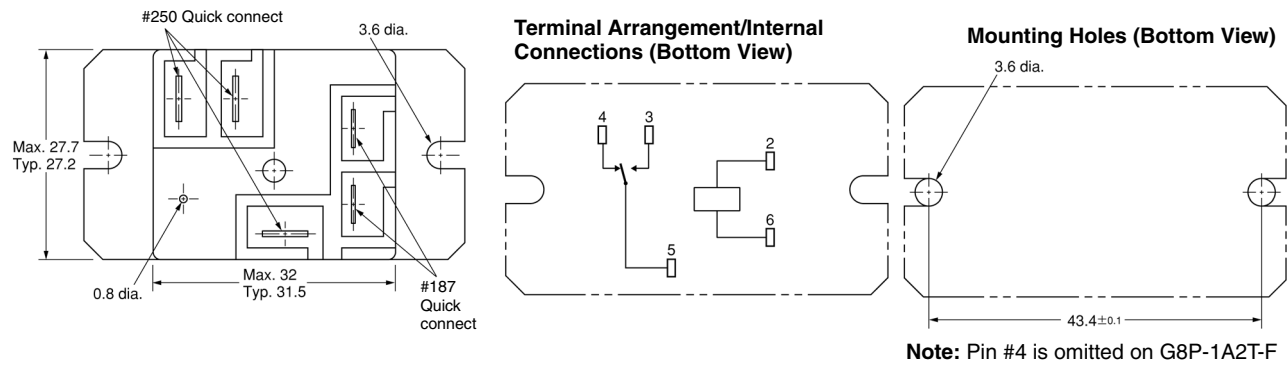 #250 Quick connect
3.6 dia.
Max. 27.7
Typ. 27.2
0.8 dia.
Max. 32
Typ. 31.5
#187
Quick
connect
Terminal Arrangement/Internal
Connections (Bottom View)
4
3
2
6
5
Mounting Holes (Bottom View)
3.6 dia.
43.4±0.1
Note: Pin #4 is omitted on G8P-1A2T-F